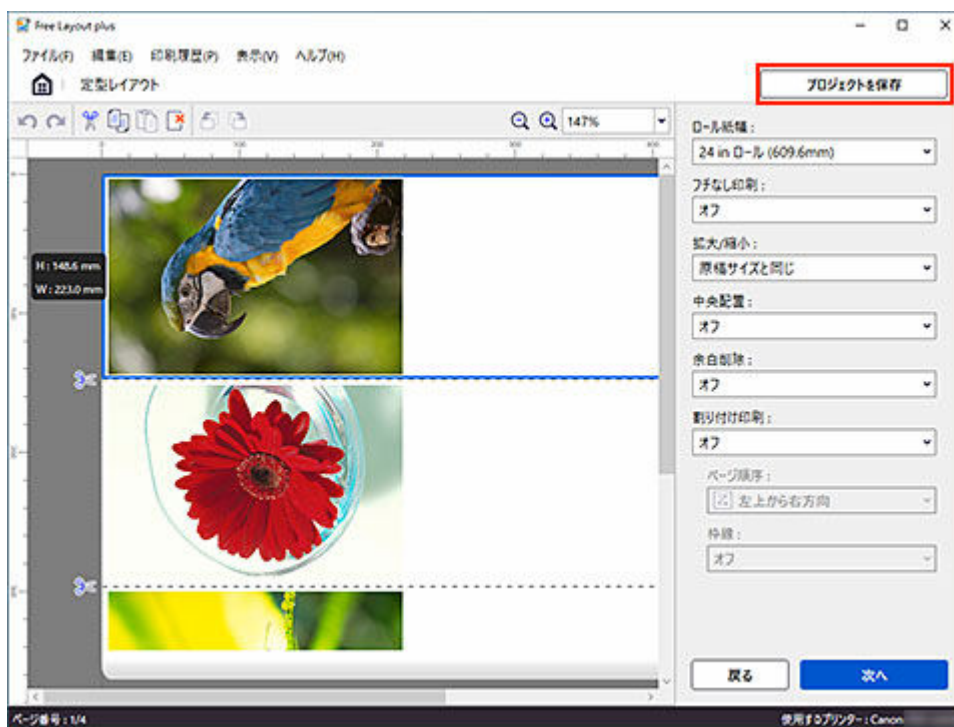 Free Layout plus
ファイル(F) 編集(E) 印刷履歴(P) 表示(V) ヘルプ(H)
定型レイアウト
プロジェクトを保存
147%
ロール紙幅：
24 in ロール (609.6mm)
フチなし印刷：
オフ
拡大/縮小：
原稿サイズと同じ
中央配置：
オフ
余白削除：
オフ
割り付け印刷：
オフ
ページ順序：
左上から右方向
枠線：
オフ
H : 148.6 mm
W : 223.0 mm
戻る
次へ
ページ番号 : 1/4
使用するプリンター : Canon